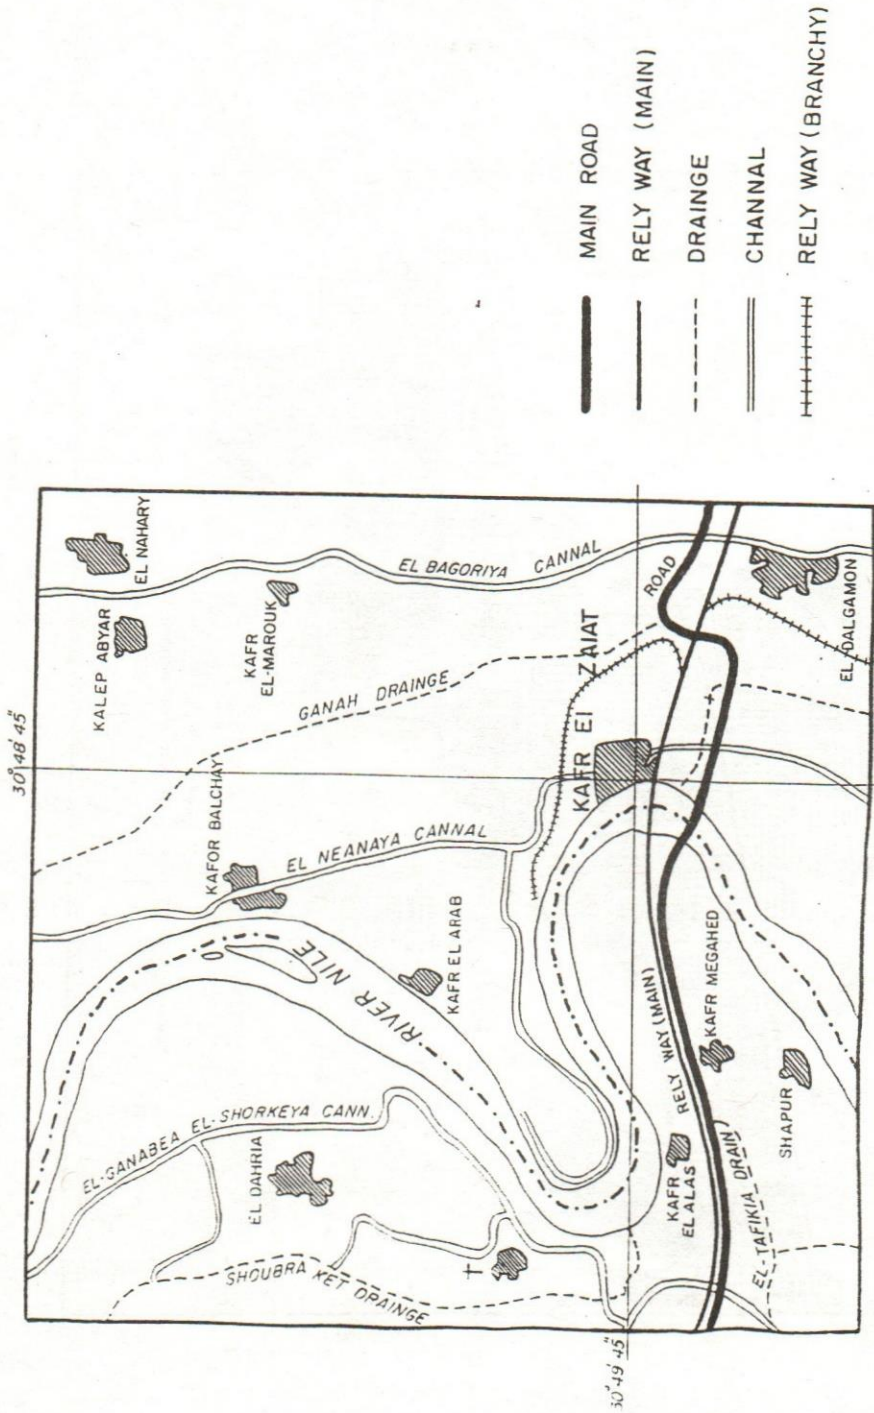 30° 48' 45"
EL NAHARY
KALEP ABYAR
KAFR
EL-MAROUK
EL BAGORIYA CANNAL
GANAH DRAINGE
KAFOR BALCHAY
EL NEANAYA CANNAL
RIVER NILE
KAFR EL ARAB
EL-GANABEA EL-SHORKEYA CANN.
EL DAHRIA
SHOUBRA KET DRAINGE
KAFR El ZAIAT
ROAD
EL DALGAMON
RELY WAY (MAIN)
KAFR MEGAHED
KAFR
EL ALAS
SHAPUR
EL-TAFIKIA DRAIN)
30° 49' 45"
MAIN ROAD
RELY WAY (MAIN)
DRAINGE
CHANNAL
RELY WAY (BRANCHY)